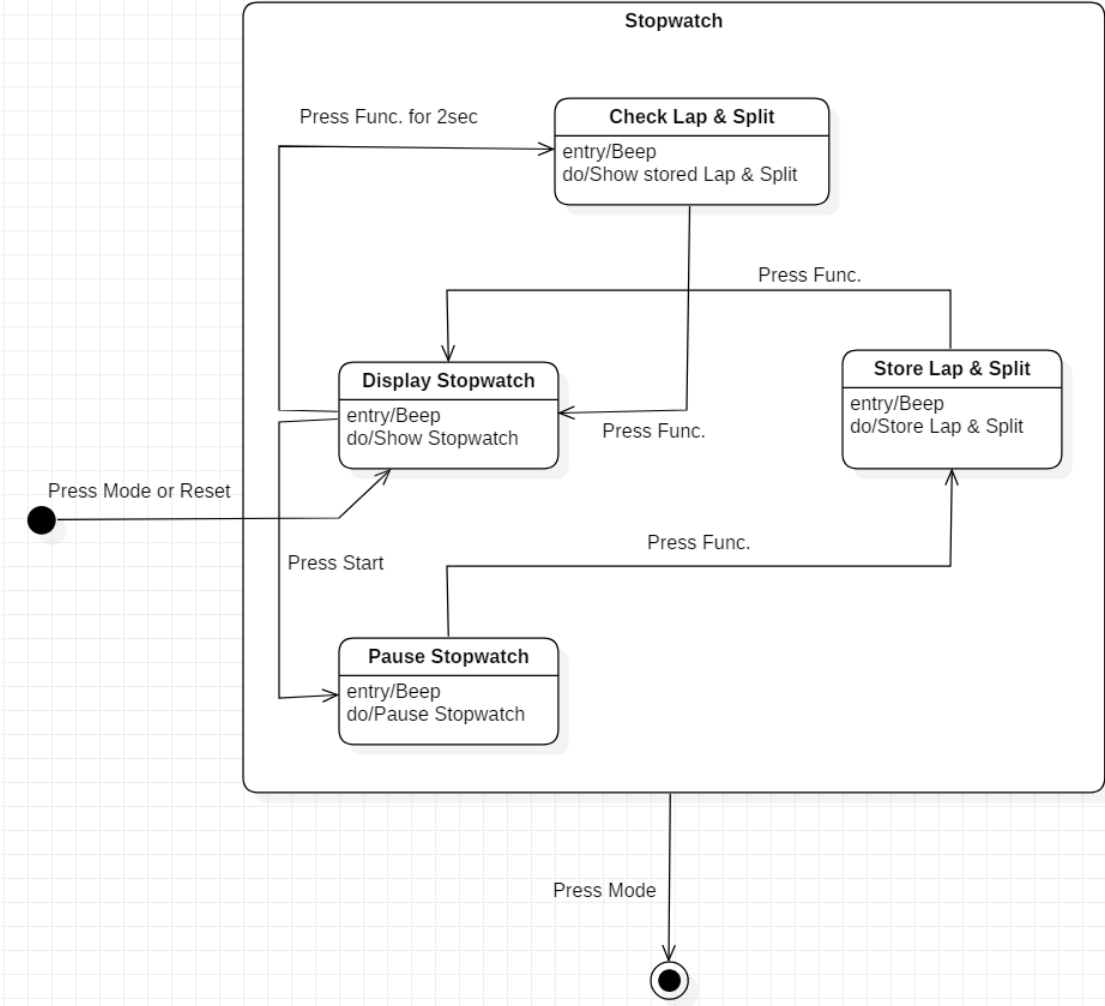 Stopwatch
Press Func. for 2sec
Check Lap & Split
entry/Beep
do/Show stored Lap & Split
Press Func.
Display Stopwatch
entry/Beep
do/Show Stopwatch
Store Lap & Split
entry/Beep
do/Store Lap & Split
Press Func.
Press Mode or Reset
Press Func.
Press Start
Pause Stopwatch
entry/Beep
do/Pause Stopwatch
Press Mode